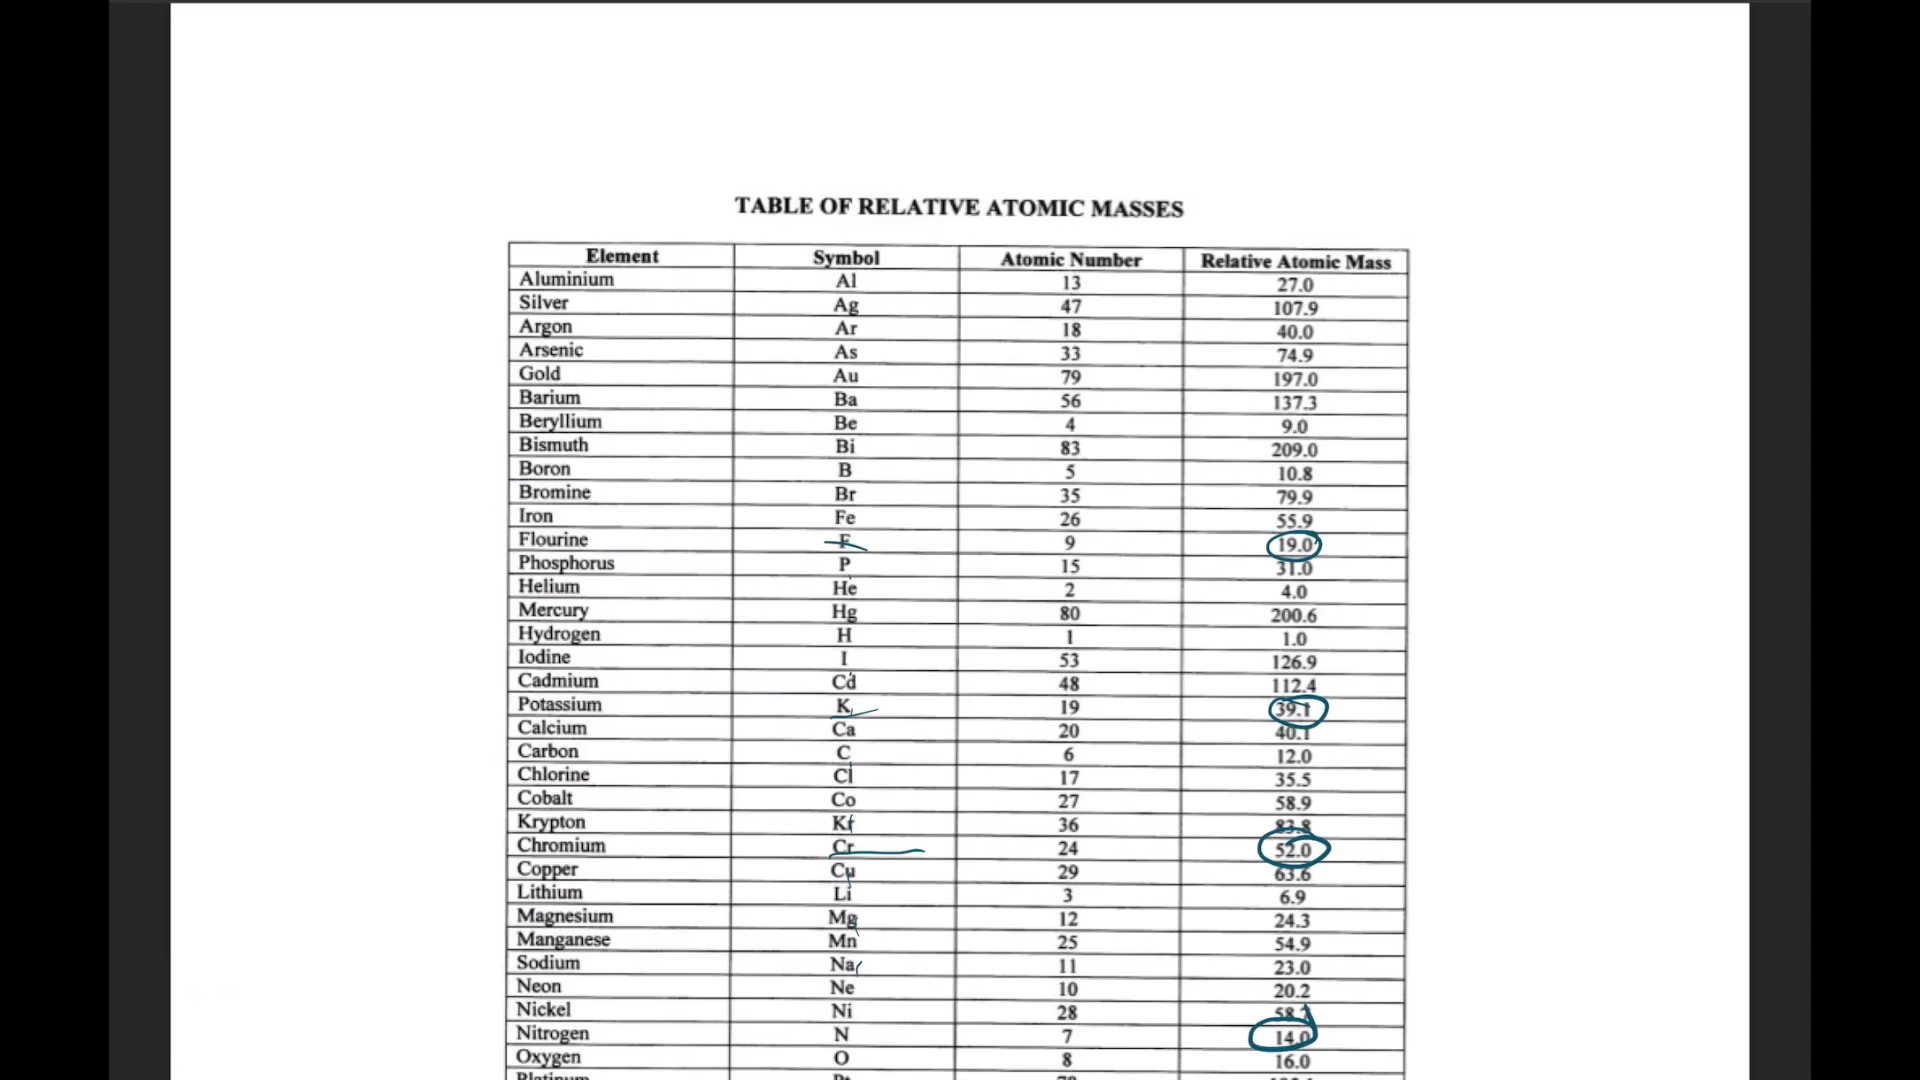 TABLE OF RELATIVE ATOMIC MASSES
Element Symbol Atomic Number Relative Atomic Mass
Aluminium Al 13 27.0
Silver Ag 47 107.9
Argon Ar 18 40.0
Arsenic As 33 74.9
Gold Au 79 197.0
Barium Ba 56 137.3
Beryllium Be 4 9.0
Bismuth Bi 83 209.0
Boron B 5 10.8
Bromine Br 35 79.9
Iron Fe 26 55.9
Flourine F 9 19.0
Phosphorus P 15 31.0
Helium He 2 4.0
Mercury Hg 80 200.6
Hydrogen H 1 1.0
Iodine I 53 126.9
Cadmium Cd 48 112.4
Potassium K 19 39.1
Calcium Ca 20 40.1
Carbon C 6 12.0
Chlorine Cl 17 35.5
Cobalt Co 27 58.9
Krypton Kr 36 83.8
Chromium Cr 24 52.0
Copper Cu 29 63.6
Lithium Li 3 6.9
Magnesium Mg 12 24.3
Manganese Mn 25 54.9
Sodium Na 11 23.0
Neon Ne 10 20.2
Nickel Ni 28 58.7
Nitrogen N 7 14.0
Oxygen O 8 16.0
Platinum Pt